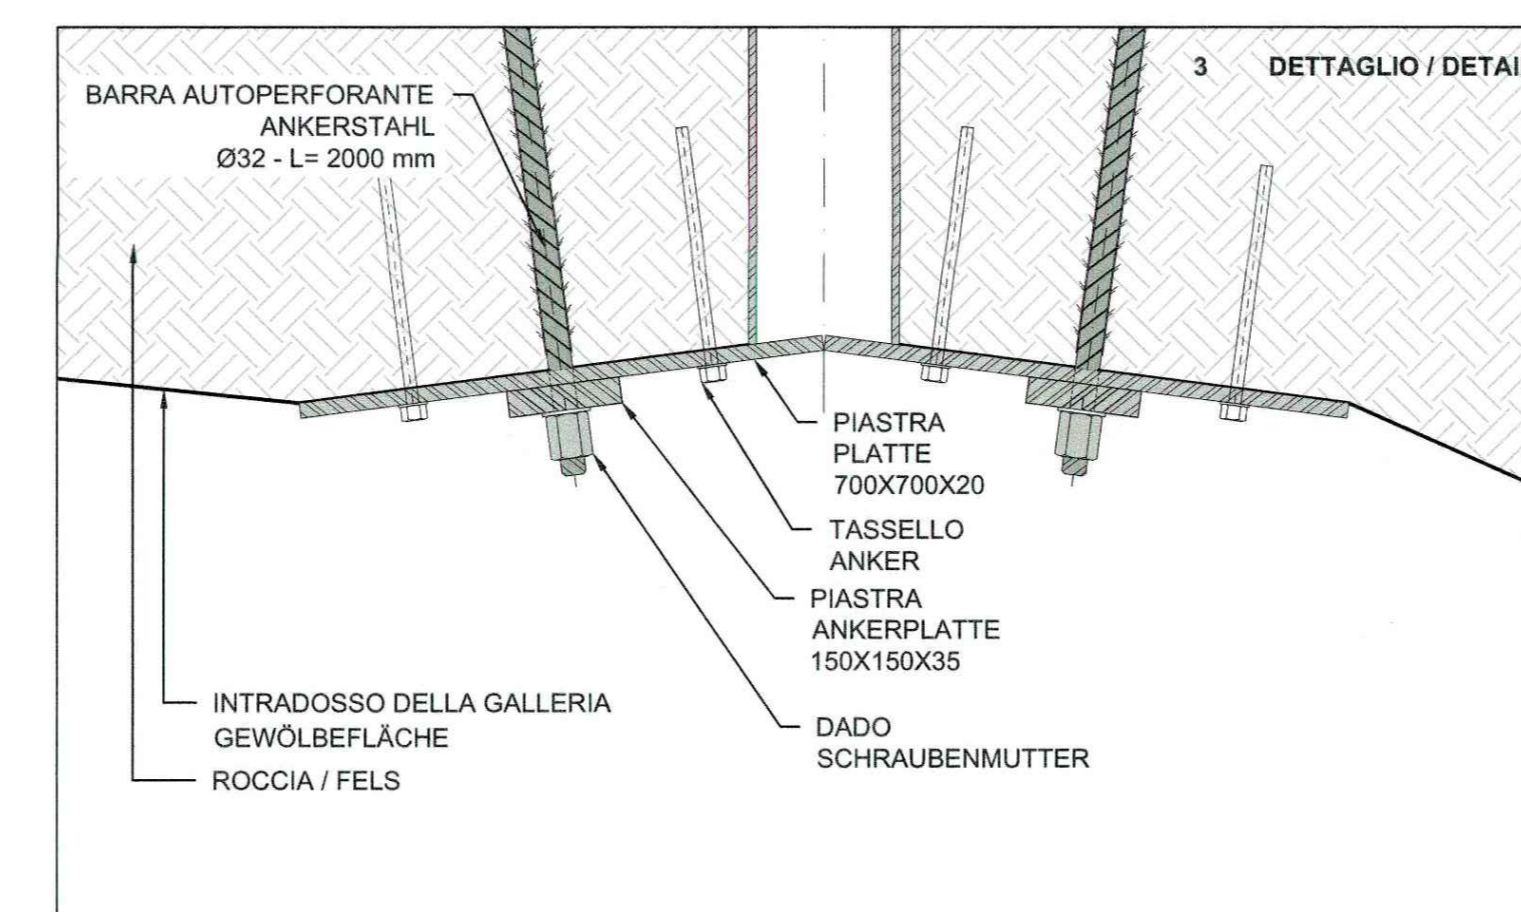 3 DETTAGLIO / DETAI
BARRA AUTOPERFORANTE
ANKERSTAHL
Ø32 - L= 2000 mm
PIASTRA
PLATTE
700X700X20
TASSELLO
ANKER
PIASTRA
ANKERPLATTE
150X150X35
DADO
SCHRAUBENMUTTER
INTRADOSSO DELLA GALLERIA
GEWÖLBEFLÄCHE
ROCCIA / FELS